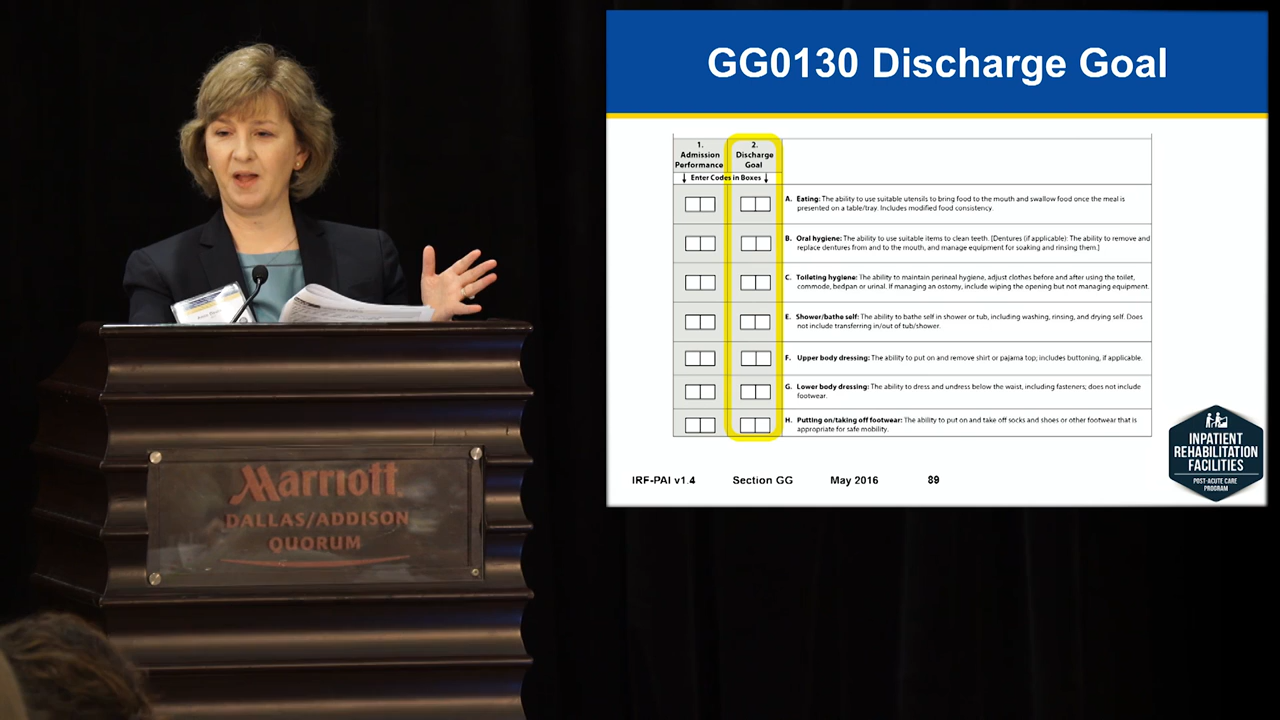 GG0130 Discharge Goal
1.
Admission
Performance
2.
Discharge
Goal
↓ Enter Codes in Boxes ↓
A. Eating: The ability to use suitable utensils to bring food to the mouth and swallow food once the meal is
presented on a table/tray. Includes modified food consistency.
B. Oral hygiene: The ability to use suitable items to clean teeth. [Dentures (if applicable): The ability to remove and
replace dentures from and to the mouth, and manage equipment for soaking and rinsing them.]
C. Toileting hygiene: The ability to maintain perineal hygiene, adjust clothes before and after using the toilet,
commode, bedpan or urinal. If managing an ostomy, include wiping the opening but not managing equipment.
E. Shower/bathe self: The ability to bathe self in shower or tub, including washing, rinsing, and drying self. Does
not include transferring in/out of tub/shower.
F. Upper body dressing: The ability to put on and remove shirt or pajama top; includes buttoning, if applicable.
G. Lower body dressing: The ability to dress and undress below the waist, including fasteners; does not include
footwear.
H. Putting on/taking off footwear: The ability to put on and take off socks and shoes or other footwear that is
appropriate for safe mobility.
IRF-PAI v1.4 Section GG May 2016 89
INPATIENT
REHABILITATION
FACILITIES
POST-ACUTE CARE
PROGRAM
Marriott
DALLAS/ADDISON
QUORUM